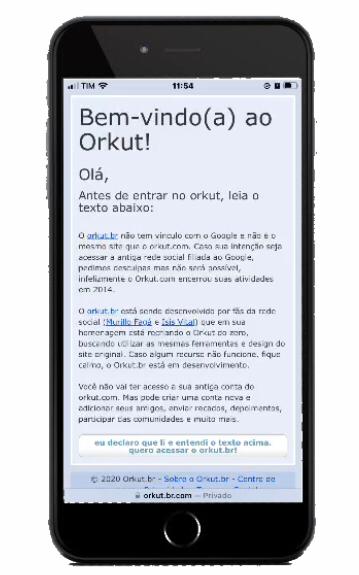 TIM
11:54
Bem-vindo(a) ao
Orkut!
Olá,
Antes de entrar no orkut, leia o
texto abaixo:
O orkut.br não tem vínculo com o Google e não é o
mesmo site que o orkut.com. Caso sua intenção seja
acessar a antiga rede social filiada ao Google,
pedimos desculpas mas não será possível,
infelizmente o Orkut.com encerrou suas atividades
em 2014.
O orkut.br está sendo desenvolvido por fãs da rede
social (Murillo Fagá e Isis Vital) que em sua
homenagem está recriando o Orkut do zero,
buscando utilizar as mesmas ferramentas e design do
site original. Caso algum recurso não funcione, fique
calmo, o Orkut.br está em desenvolvimento.
Você não vai ter acesso a sua antiga conta do
orkut.com. Mas pode criar uma conta nova e
adicionar seus amigos, enviar recados, depoimentos,
participar das comunidades e muito mais.
eu declaro que li e entendi o texto acima.
quero acessar o orkut.br!
© 2020 Orkut.br - Sobre o Orkut.br - Centro de
orkut.br.com — Privado